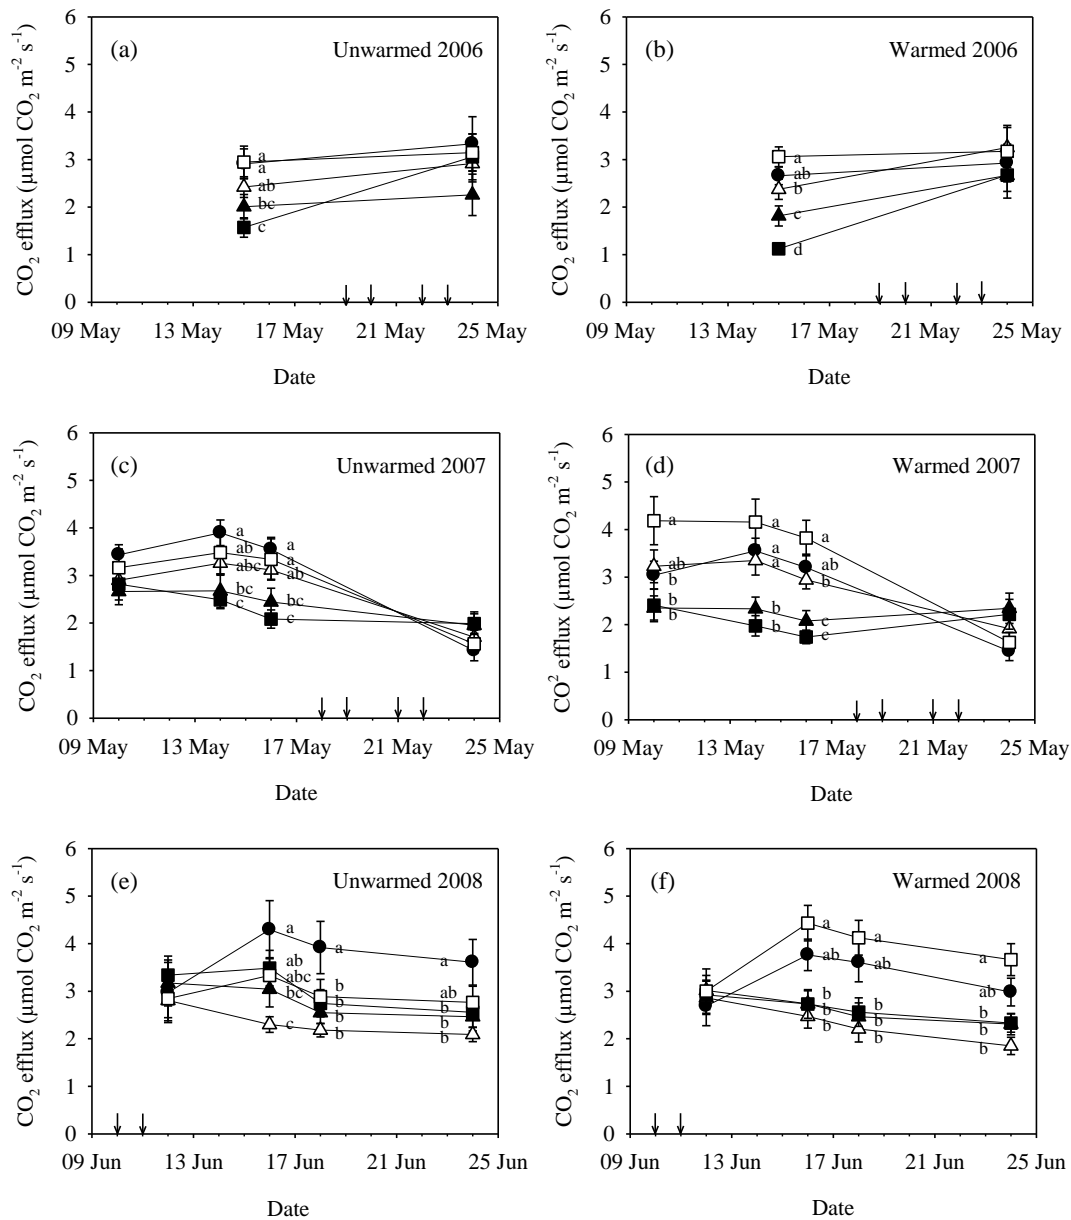 (a)
Unwarmed 2006
CO₂ efflux (µmol CO₂ m⁻² s⁻¹)
6
5
4
3
2
1
0
a
a
ab
bc
c
09 May
13 May
17 May
21 May
25 May
Date
(b)
Warmed 2006
CO₂ efflux (µmol CO₂ m⁻² s⁻¹)
6
5
4
3
2
1
0
a
ab
b
c
d
09 May
13 May
17 May
21 May
25 May
Date
(c)
Unwarmed 2007
CO₂ efflux (µmol CO₂ m⁻² s⁻¹)
6
5
4
3
2
1
0
a
ab
abc
bc
c
a
a
ab
bc
c
09 May
13 May
17 May
21 May
25 May
Date
(d)
Warmed 2007
CO² efflux (µmol CO₂ m⁻² s⁻¹)
6
5
4
3
2
1
0
a
ab
b
b
b
a
a
b
b
a
ab
b
c
c
09 May
13 May
17 May
21 May
25 May
Date
(e)
Unwarmed 2008
CO₂ efflux (µmol CO₂ m⁻² s⁻¹)
6
5
4
3
2
1
0
a
ab
abc
bc
c
a
b
b
b
b
a
ab
b
b
b
09 Jun
13 Jun
17 Jun
21 Jun
25 Jun
Date
(f)
Warmed 2008
CO₂ efflux (µmol CO₂ m⁻² s⁻¹)
6
5
4
3
2
1
0
a
ab
b
b
b
a
ab
b
b
b
a
ab
b
b
b
09 Jun
13 Jun
17 Jun
21 Jun
25 Jun
Date